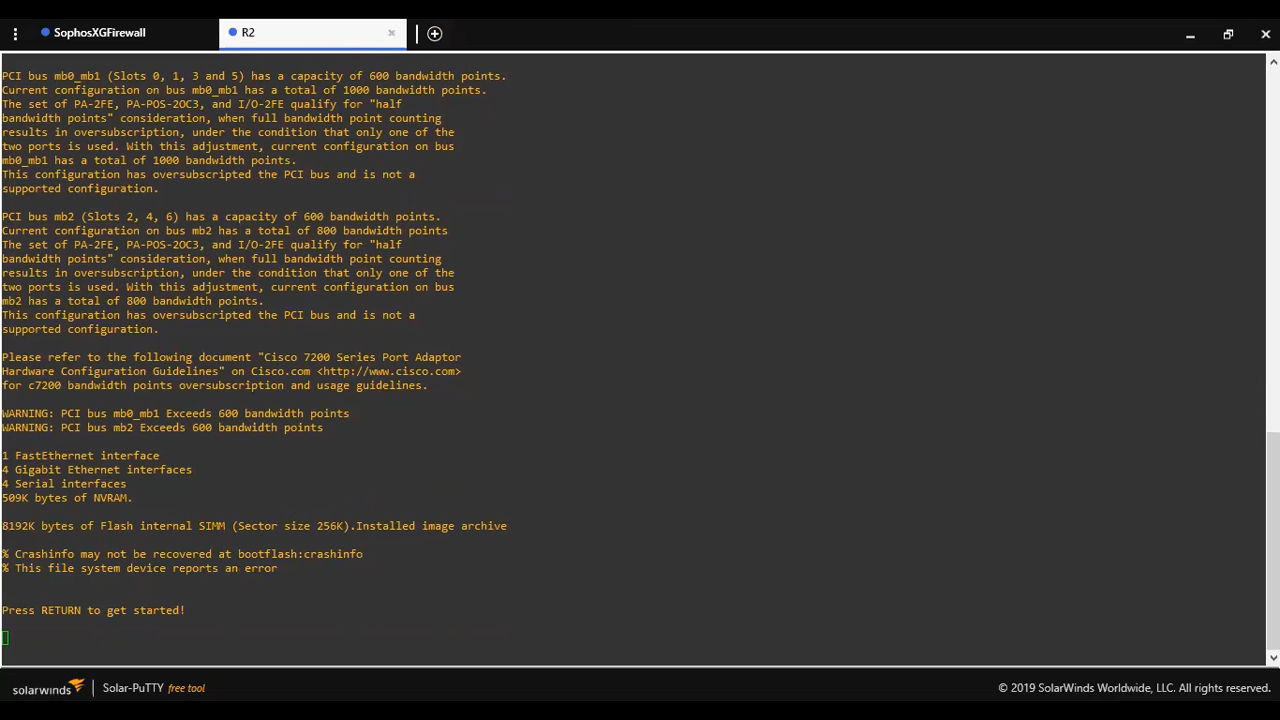 SophosXGFirewall
R2
PCI bus mb0_mb1 (Slots 0, 1, 3 and 5) has a capacity of 600 bandwidth points.
Current configuration on bus mb0_mb1 has a total of 1000 bandwidth points.
The set of PA-2FE, PA-POS-2OC3, and I/O-2FE qualify for "half
bandwidth points" consideration, when full bandwidth point counting
results in oversubscription, under the condition that only one of the
two ports is used. With this adjustment, current configuration on bus
mb0_mb1 has a total of 1000 bandwidth points.
This configuration has oversubscripted the PCI bus and is not a
supported configuration.
PCI bus mb2 (Slots 2, 4, 6) has a capacity of 600 bandwidth points.
Current configuration on bus mb2 has a total of 800 bandwidth points
The set of PA-2FE, PA-POS-2OC3, and I/O-2FE qualify for "half
bandwidth points" consideration, when full bandwidth point counting
results in oversubscription, under the condition that only one of the
two ports is used. With this adjustment, current configuration on bus
mb2 has a total of 800 bandwidth points.
This configuration has oversubscripted the PCI bus and is not a
supported configuration.
Please refer to the following document "Cisco 7200 Series Port Adaptor
Hardware Configuration Guidelines" on Cisco.com <http://www.cisco.com>
for c7200 bandwidth points oversubscription and usage guidelines.
WARNING: PCI bus mb0_mb1 Exceeds 600 bandwidth points
WARNING: PCI bus mb2 Exceeds 600 bandwidth points
1 FastEthernet interface
4 Gigabit Ethernet interfaces
4 Serial interfaces
509K bytes of NVRAM.
8192K bytes of Flash internal SIMM (Sector size 256K).Installed image archive
% Crashinfo may not be recovered at bootflash:crashinfo
% This file system device reports an error
Press RETURN to get started!
solarwinds Solar-PuTTY free tool
© 2019 SolarWinds Worldwide, LLC. All rights reserved.